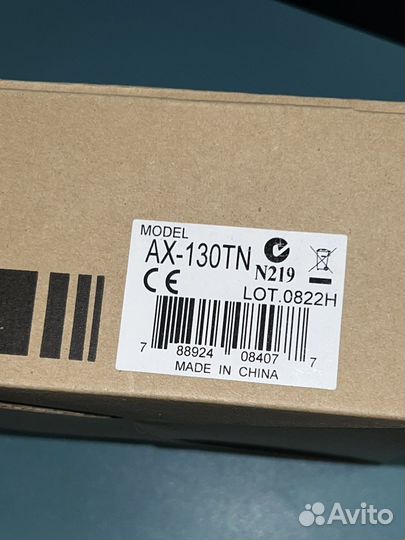 MODEL
AX-130TN
N219
CE
LOT.0822H
7 88924 08407 7
MADE IN CHINA
Avito